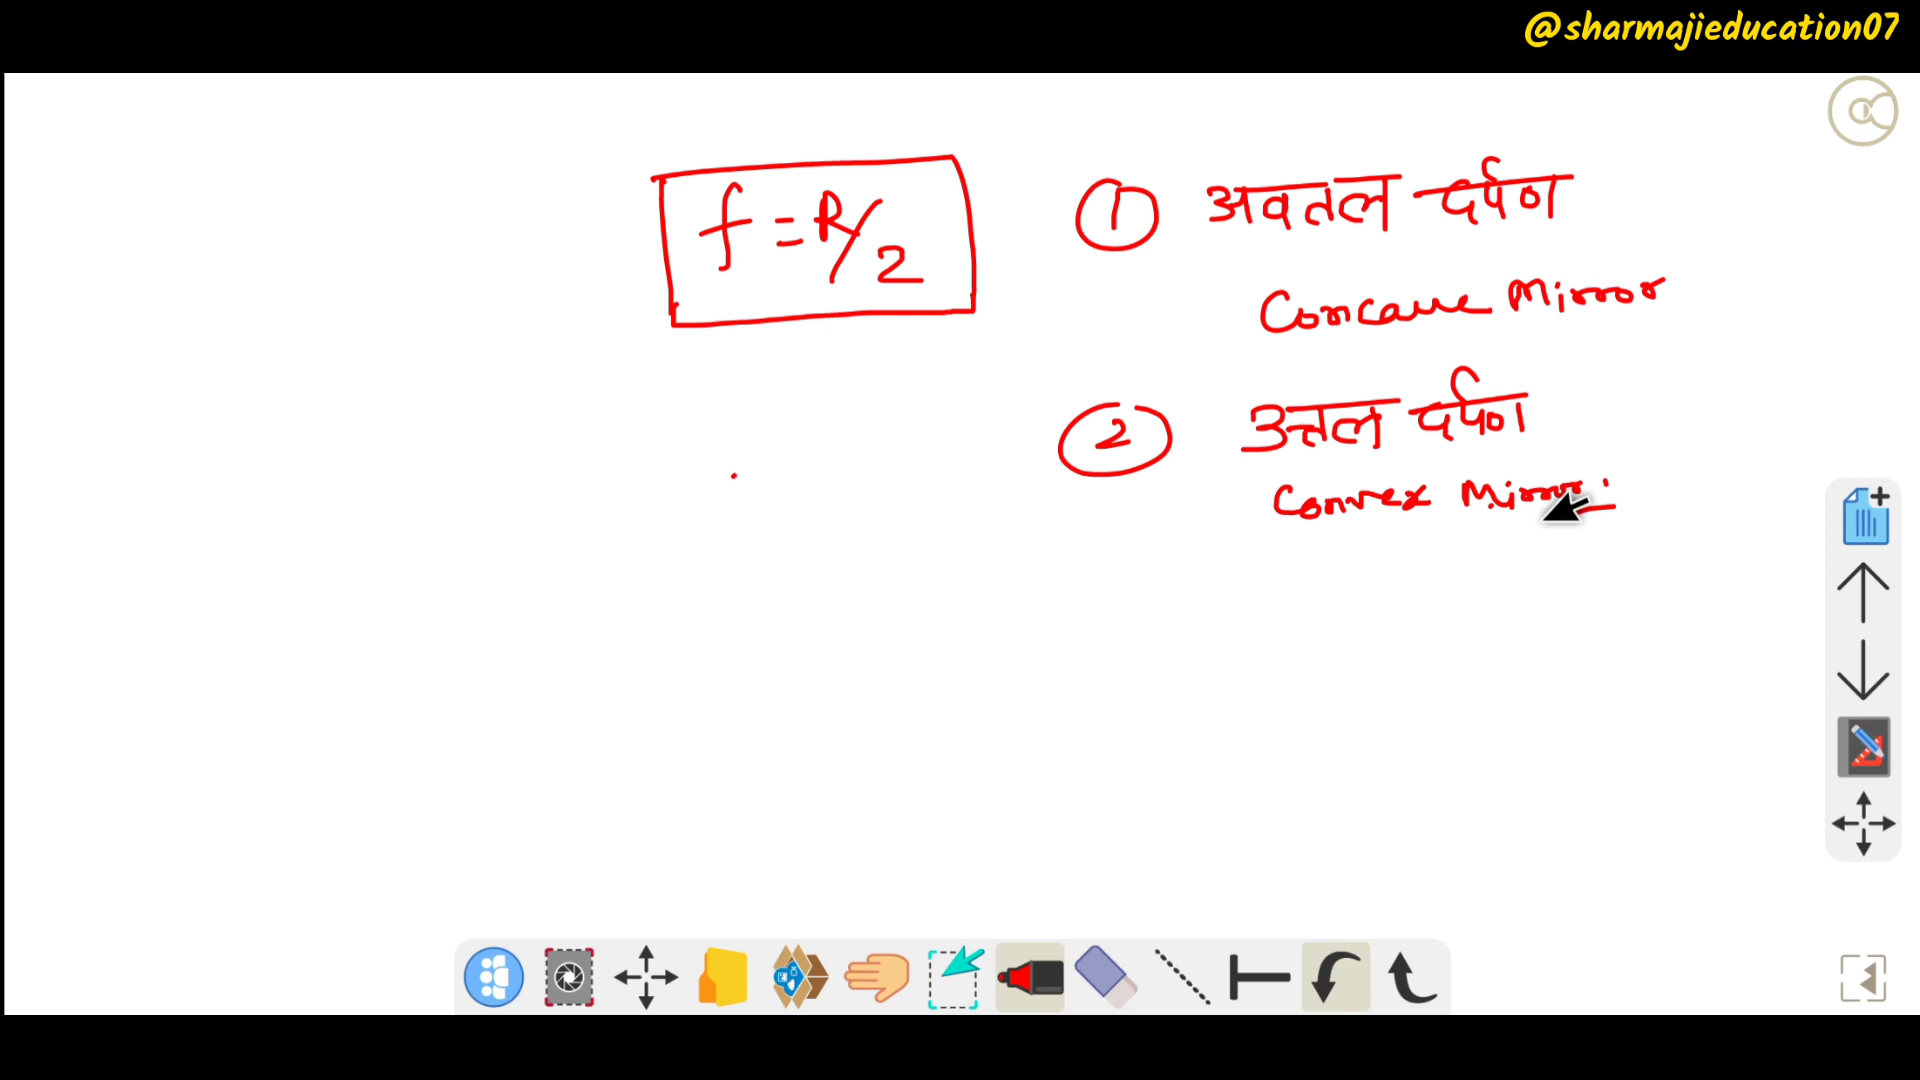 @sharmajieducation07
f = R/2
1 अवतल दर्पण
Concave Mirror
2 उत्तल दर्पण
Convex Mirror